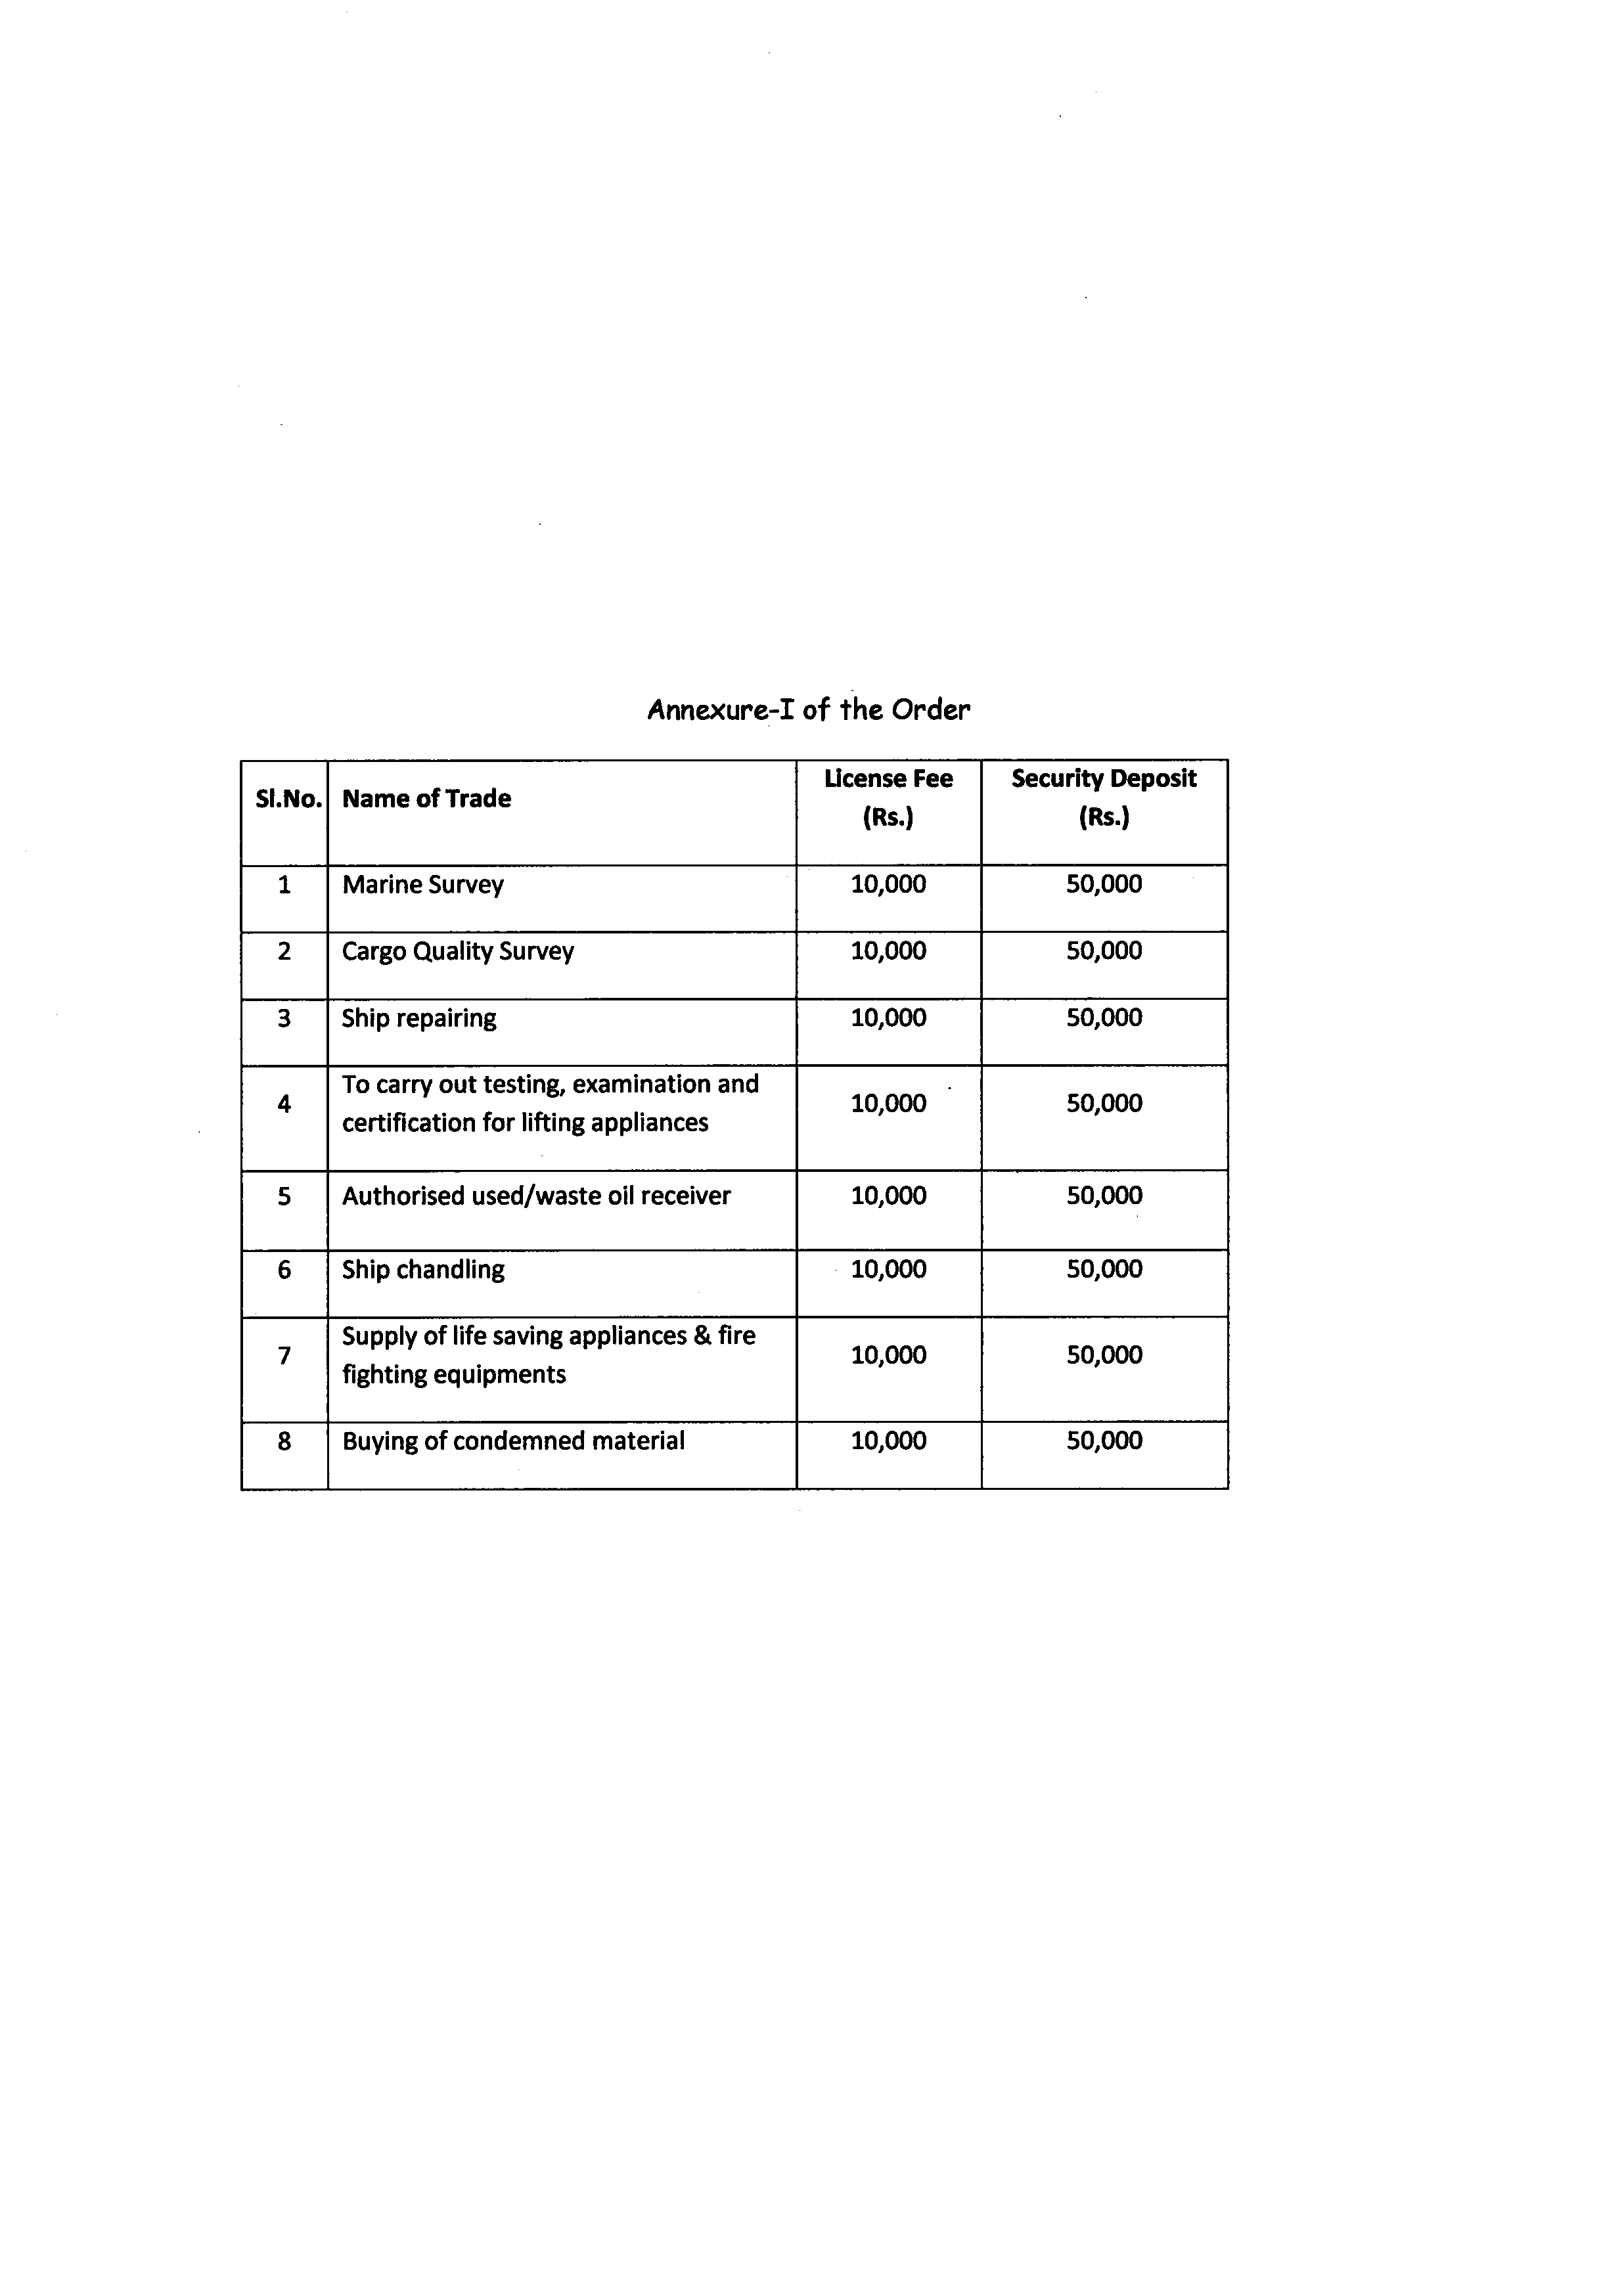 Annexure-I of the Order
Sl.No. Name of Trade License Fee (Rs.) Security Deposit (Rs.)
1 Marine Survey 10,000 50,000
2 Cargo Quality Survey 10,000 50,000
3 Ship repairing 10,000 50,000
4 To carry out testing, examination and
certification for lifting appliances 10,000 50,000
5 Authorised used/waste oil receiver 10,000 50,000
6 Ship chandling 10,000 50,000
7 Supply of life saving appliances & fire
fighting equipments 10,000 50,000
8 Buying of condemned material 10,000 50,000